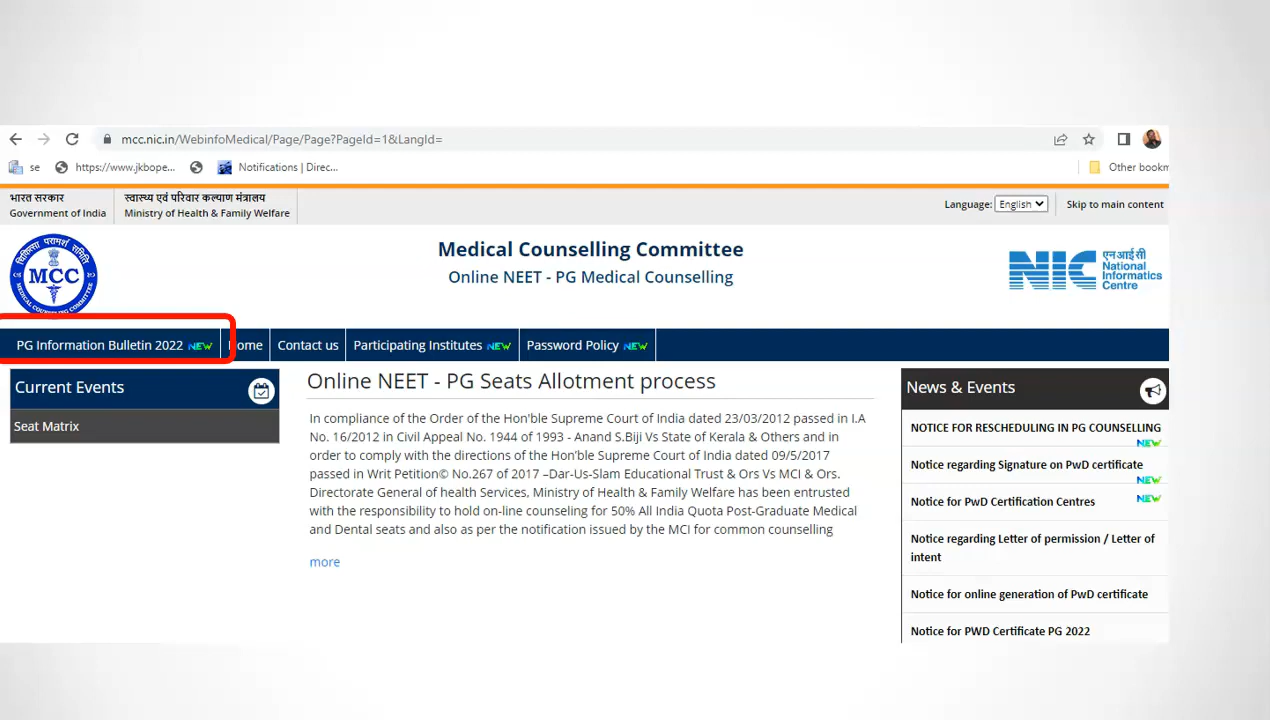 mcc.nic.in/WebinfoMedical/Page/Page?PageId=1&LangId=
se
https://www.jkbope...
Notifications | Direc...
Other bookm
भारत सरकार
Government of India
स्वास्थ्य एवं परिवार कल्याण मंत्रालय
Ministry of Health & Family Welfare
Language: English
Skip to main content
चिकित्सा परामर्श समिति
MCC
MEDICAL COUNSELLING COMMITTEE
Medical Counselling Committee
Online NEET - PG Medical Counselling
NIC
एन आई सी
National
Informatics
Centre
PG Information Bulletin 2022 NEW
ome
Contact us
Participating Institutes NEW
Password Policy NEW
Current Events
Seat Matrix
Online NEET - PG Seats Allotment process
In compliance of the Order of the Hon'ble Supreme Court of India dated 23/03/2012 passed in I.A
No. 16/2012 in Civil Appeal No. 1944 of 1993 - Anand S.Biji Vs State of Kerala & Others and in
order to comply with the directions of the Hon’ble Supreme Court of India dated 09/5/2017
passed in Writ Petition© No.267 of 2017 –Dar-Us-Slam Educational Trust & Ors Vs MCI & Ors.
Directorate General of health Services, Ministry of Health & Family Welfare has been entrusted
with the responsibility to hold on-line counseling for 50% All India Quota Post-Graduate Medical
and Dental seats and also as per the notification issued by the MCI for common counselling
more
News & Events
NOTICE FOR RESCHEDULING IN PG COUNSELLING
NEW
Notice regarding Signature on PwD certificate
NEW
Notice for PwD Certification Centres
NEW
Notice regarding Letter of permission / Letter of
intent
Notice for online generation of PwD certificate
Notice for PWD Certificate PG 2022